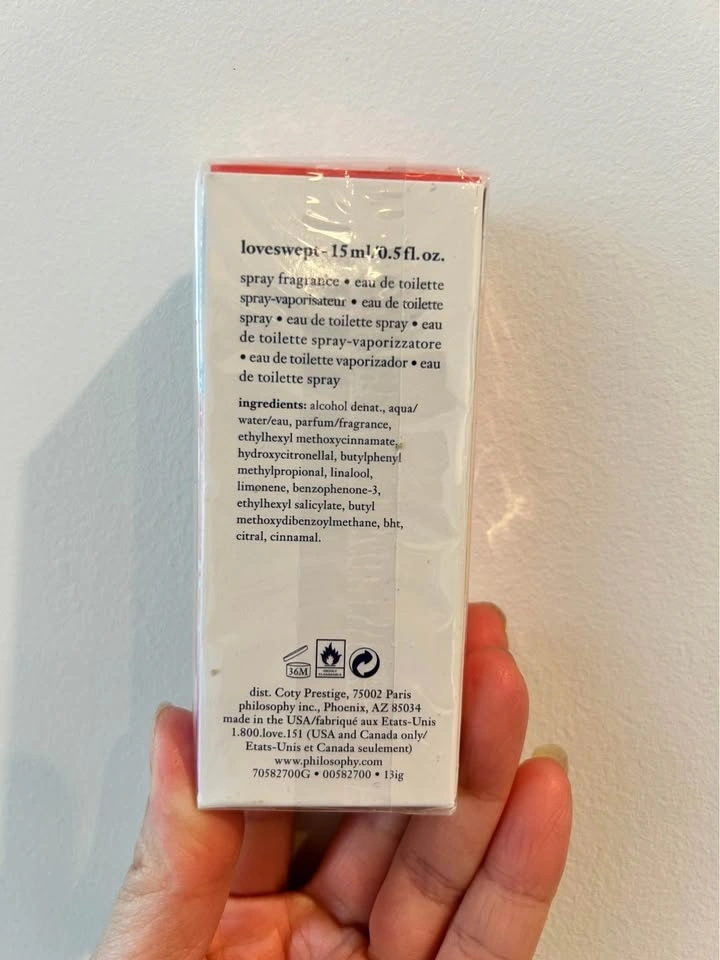 loveswept - 15 ml/0.5 fl. oz.
spray fragrance • eau de toilette
spray-vaporisateur • eau de toilette
spray • eau de toilette spray • eau
de toilette spray-vaporizzatore
• eau de toilette vaporizador • eau
de toilette spray
ingredients: alcohol denat., aqua/
water/eau, parfum/fragrance,
ethylhexyl methoxycinnamate,
hydroxycitronellal, butylphenyl
methylpropional, linalool,
limonene, benzophenone-3,
ethylhexyl salicylate, butyl
methoxydibenzoylmethane, bht,
citral, cinnamal.
36M
dist. Coty Prestige, 75002 Paris
philosophy inc., Phoenix, AZ 85034
made in the USA/fabriqué aux Etats-Unis
1.800.love.151 (USA and Canada only/
Etats-Unis et Canada seulement)
www.philosophy.com
70582700G • 00582700 • 13ig